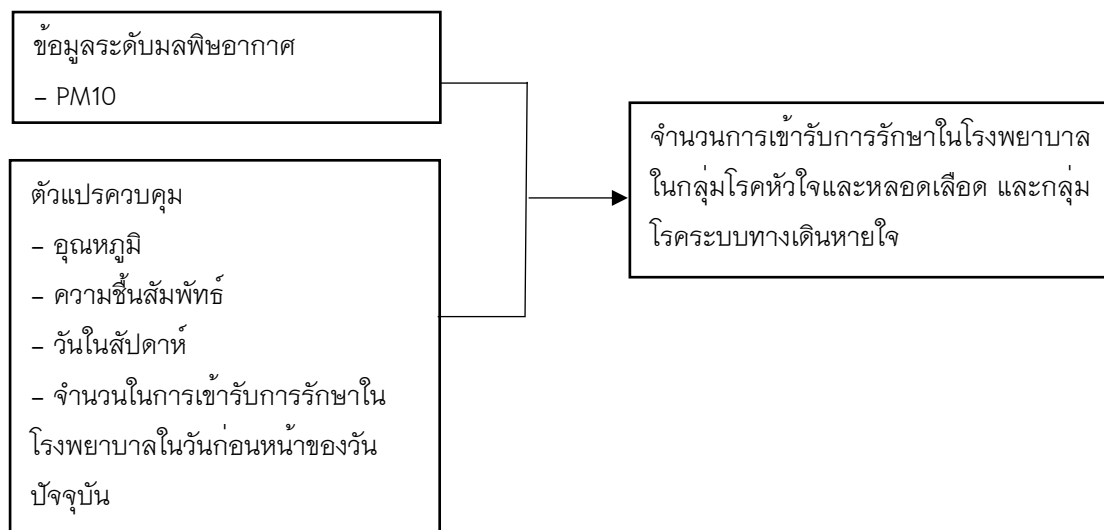 ข้อมูลระดับมลพิษอากาศ
– PM10
ตัวแปรควบคุม
– อุณหภูมิ
– ความชื้นสัมพัทธ์
– วันในสัปดาห์
– จำนวนในการเข้ารับการรักษาใน
โรงพยาบาลในวันก่อนหน้าของวัน
ปัจจุบัน
จำนวนการเข้ารับการรักษาในโรงพยาบาล
ในกลุ่มโรคหัวใจและหลอดเลือด และกลุ่ม
โรคระบบทางเดินหายใจ